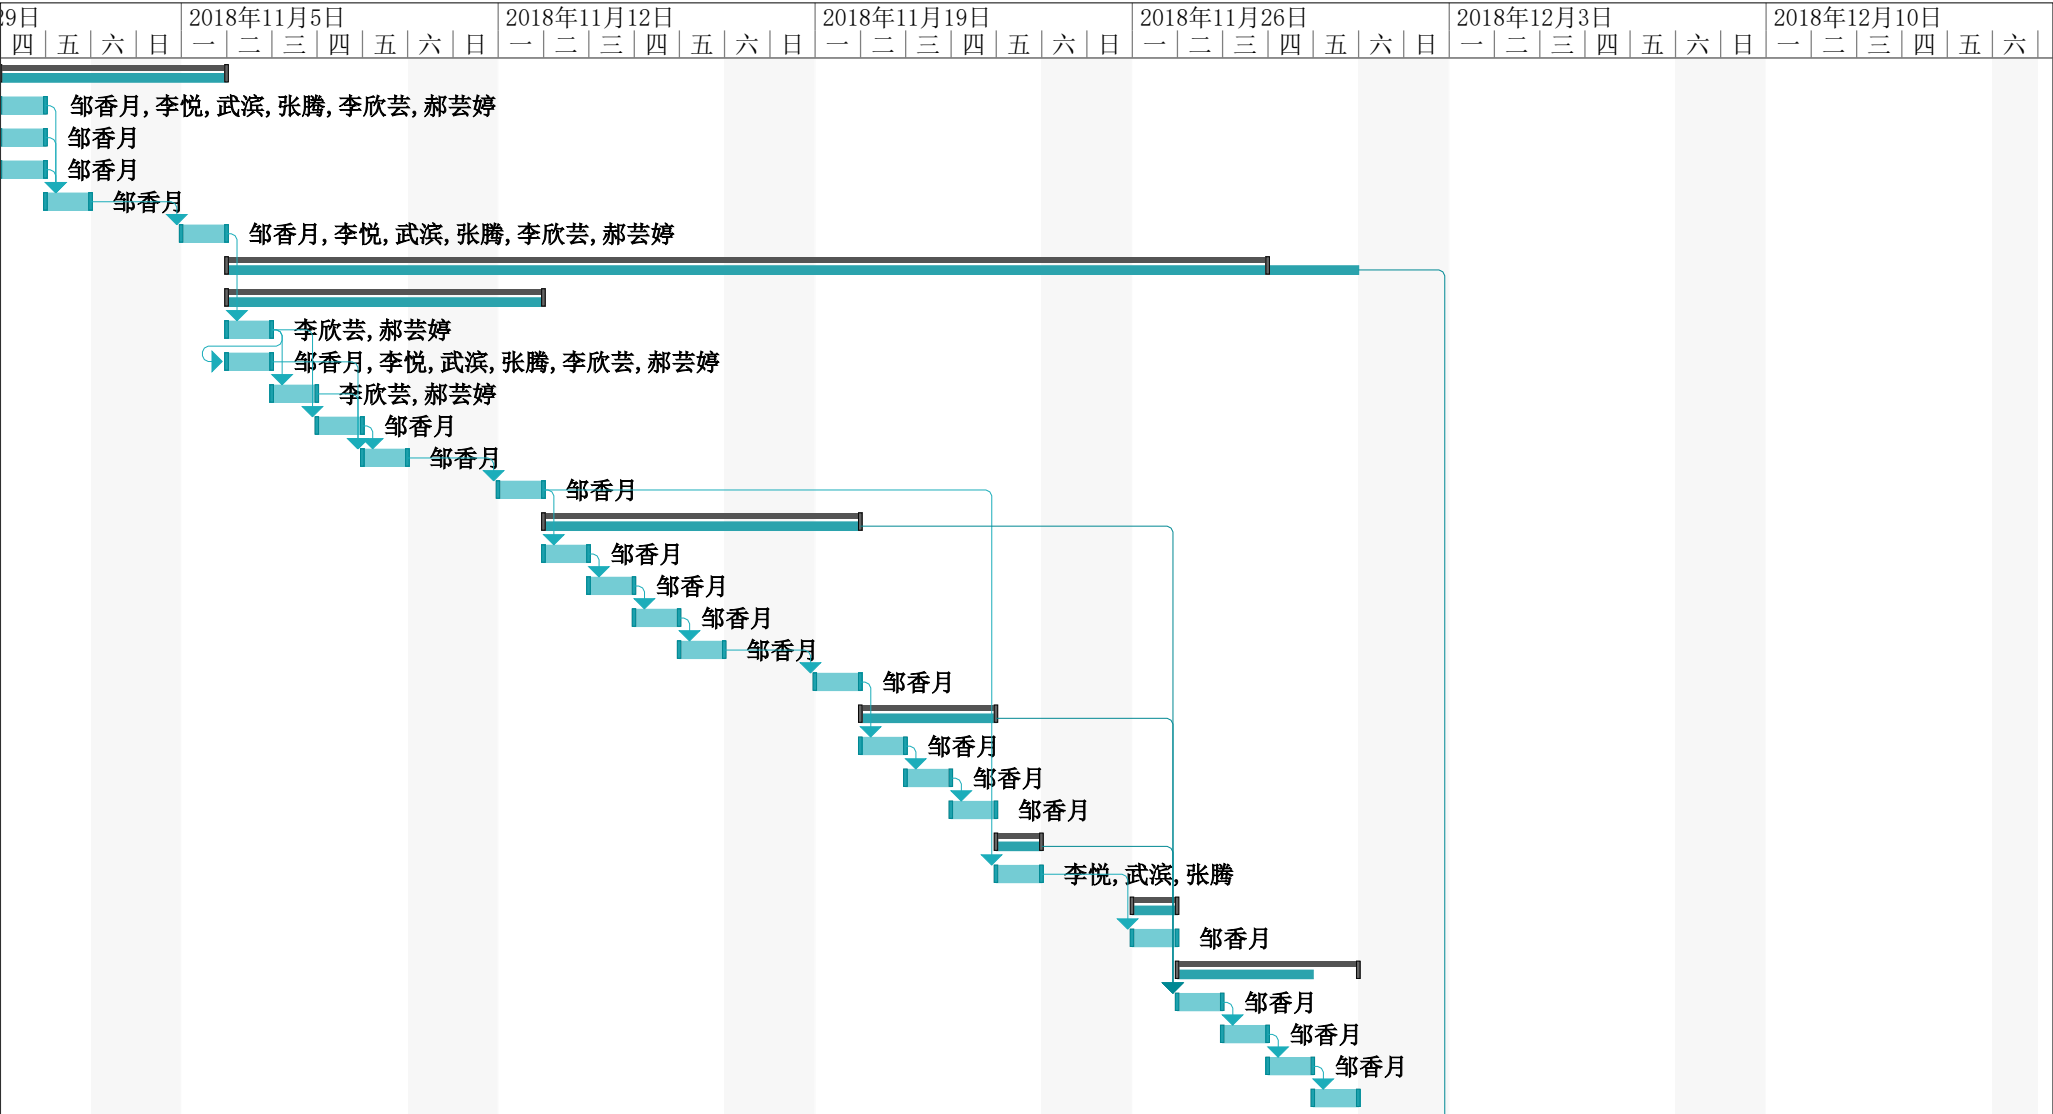 29日 2018年11月5日 2018年11月12日 2018年11月19日 2018年11月26日 2018年12月3日 2018年12月10日
四 五 六 日 一 二 三 四 五 六 日 一 二 三 四 五 六 日 一 二 三 四 五 六 日 一 二 三 四 五 六 日 一 二 三 四 五 六 日 一 二 三 四 五 六
邹香月,李悦,武滨,张腾,李欣芸,郝芸婷
邹香月
邹香月
邹香月
邹香月,李悦,武滨,张腾,李欣芸,郝芸婷
李欣芸,郝芸婷
邹香月,李悦,武滨,张腾,李欣芸,郝芸婷
李欣芸,郝芸婷
邹香月
邹香月
邹香月
邹香月
邹香月
邹香月
邹香月
邹香月
邹香月
邹香月
邹香月
李悦,武滨,张腾
邹香月
邹香月
邹香月
邹香月